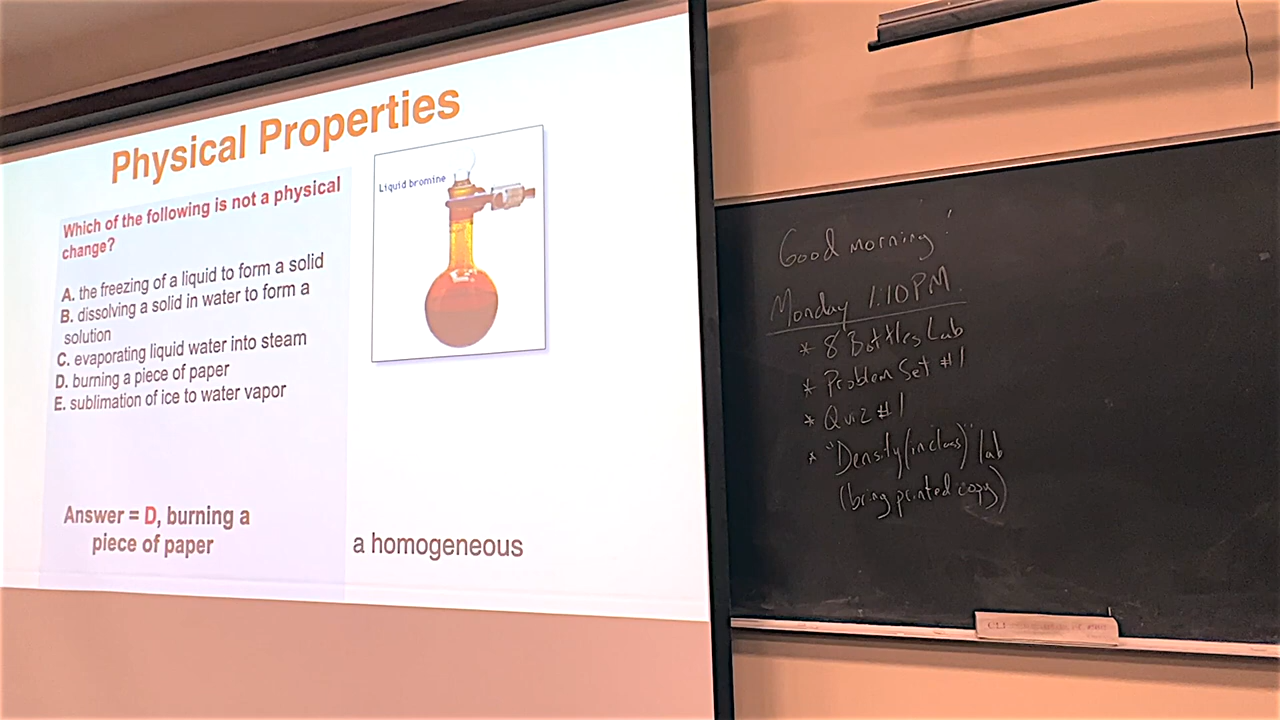 Physical Properties
Which of the following is not a physical
change?
A. the freezing of a liquid to form a solid
B. dissolving a solid in water to form a
solution
C. evaporating liquid water into steam
D. burning a piece of paper
E. sublimation of ice to water vapor
Answer = D, burning a
piece of paper
Liquid bromine
a homogeneous
Good morning!
Monday 1:10PM
* 8 Bottles Lab
* Problem Set #1
* Quiz #1
* "Density (in class)" lab
(bring printed copy)